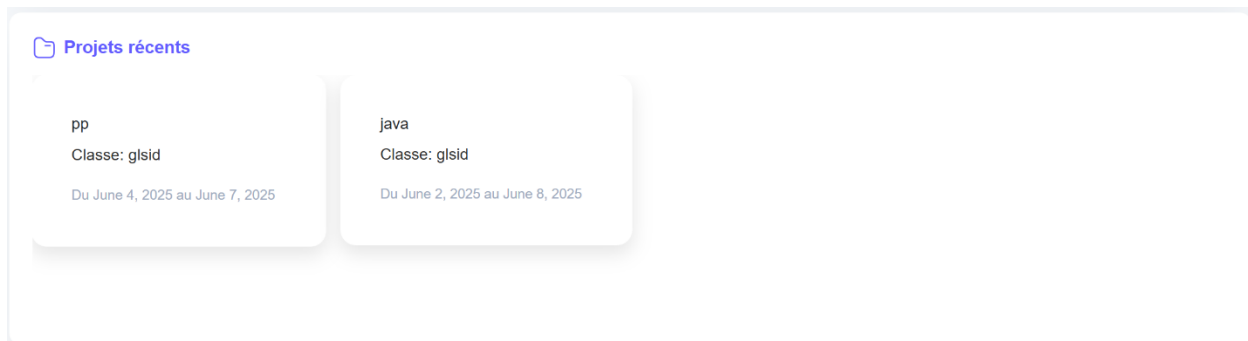 Projets récents
pp
Classe: glsid
Du June 4, 2025 au June 7, 2025
java
Classe: glsid
Du June 2, 2025 au June 8, 2025